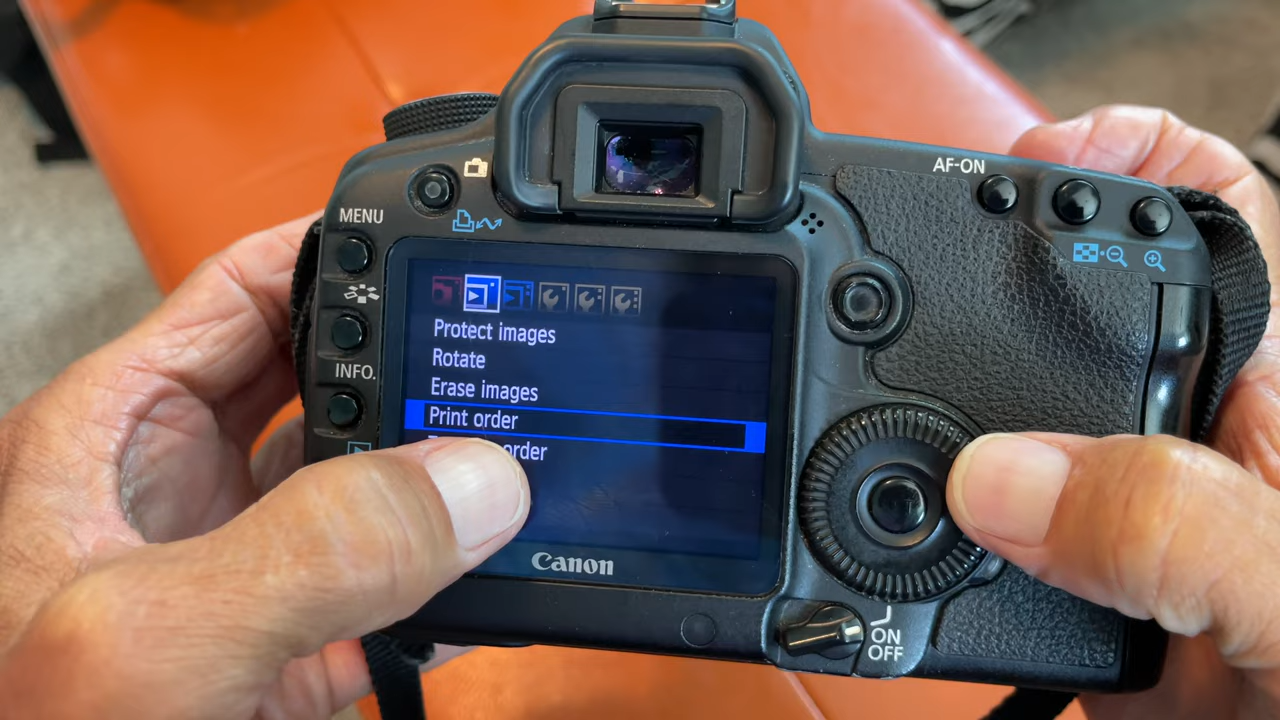 AF-ON
MENU
INFO.
Protect images
Rotate
Erase images
Print order
order
Canon
ON
OFF